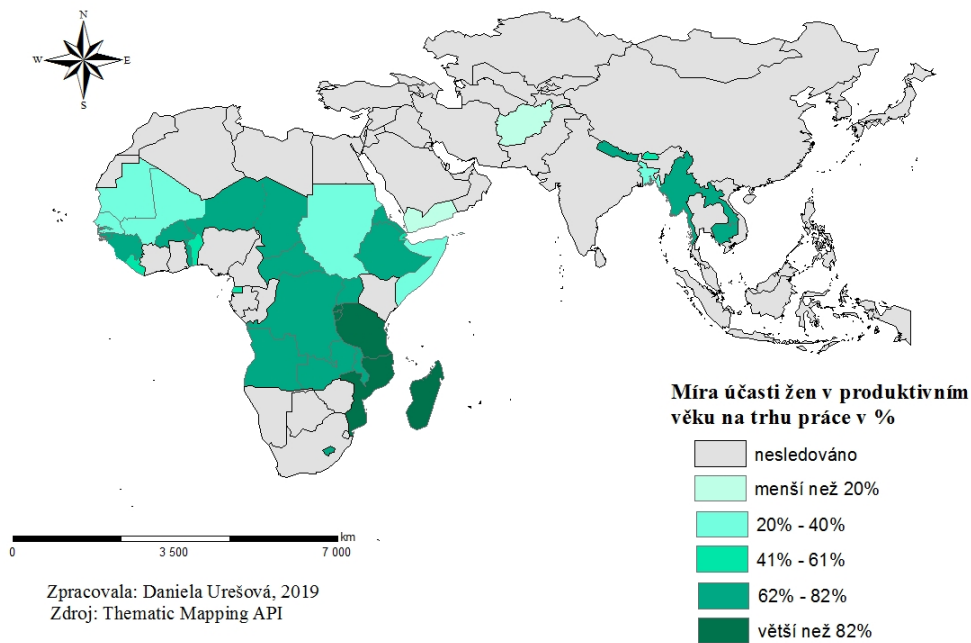 N
W
E
S
Míra účasti žen v produktivním
věku na trhu práce v %
nesledováno
menší než 20%
20% - 40%
41% - 61%
62% - 82%
větší než 82%
km
0 3 500 7 000
Zpracovala: Daniela Urešová, 2019
Zdroj: Thematic Mapping API